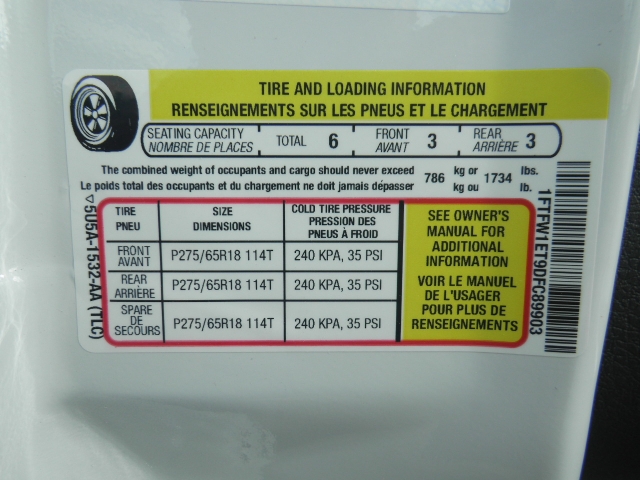 TIRE AND LOADING INFORMATION
RENSEIGNEMENTS SUR LES PNEUS ET LE CHARGEMENT
SEATING CAPACITY
NOMBRE DE PLACES
TOTAL 6
FRONT
AVANT
3
REAR
ARRIÈRE
3
The combined weight of occupants and cargo should never exceed
Le poids total des occupants et du chargement ne doit jamais dépasser
786 kg or
kg ou
1734 lbs.
lb.
TIRE
PNEU
SIZE
DIMENSIONS
COLD TIRE PRESSURE
PRESSION DES
PNEUS À FROID
FRONT
AVANT
P275/65R18 114T
240 KPA, 35 PSI
REAR
ARRIÈRE
P275/65R18 114T
240 KPA, 35 PSI
SPARE
DE
SECOURS
P275/65R18 114T
240 KPA, 35 PSI
SEE OWNER'S
MANUAL FOR
ADDITIONAL
INFORMATION
VOIR LE MANUEL
DE L'USAGER
POUR PLUS DE
RENSEIGNEMENTS
5U5A-1532-AA (TLC)
1FTFW1ET9DFC89903